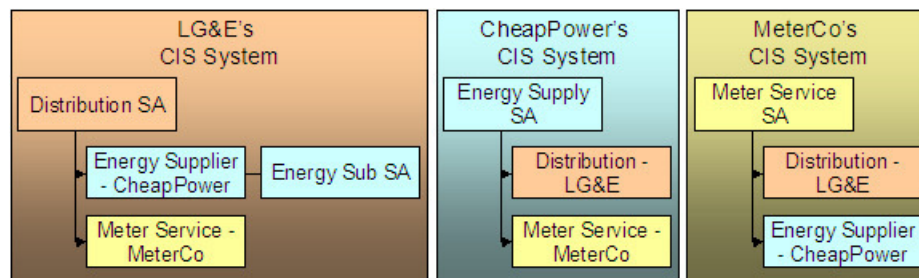 LG&E's
CIS System
Distribution SA
Energy Supplier
- CheapPower
Energy Sub SA
Meter Service -
MeterCo
CheapPower's
CIS System
Energy Supply
SA
Distribution -
LG&E
Meter Service -
MeterCo
MeterCo's
CIS System
Meter Service
SA
Distribution -
LG&E
Energy Supplier
- CheapPower